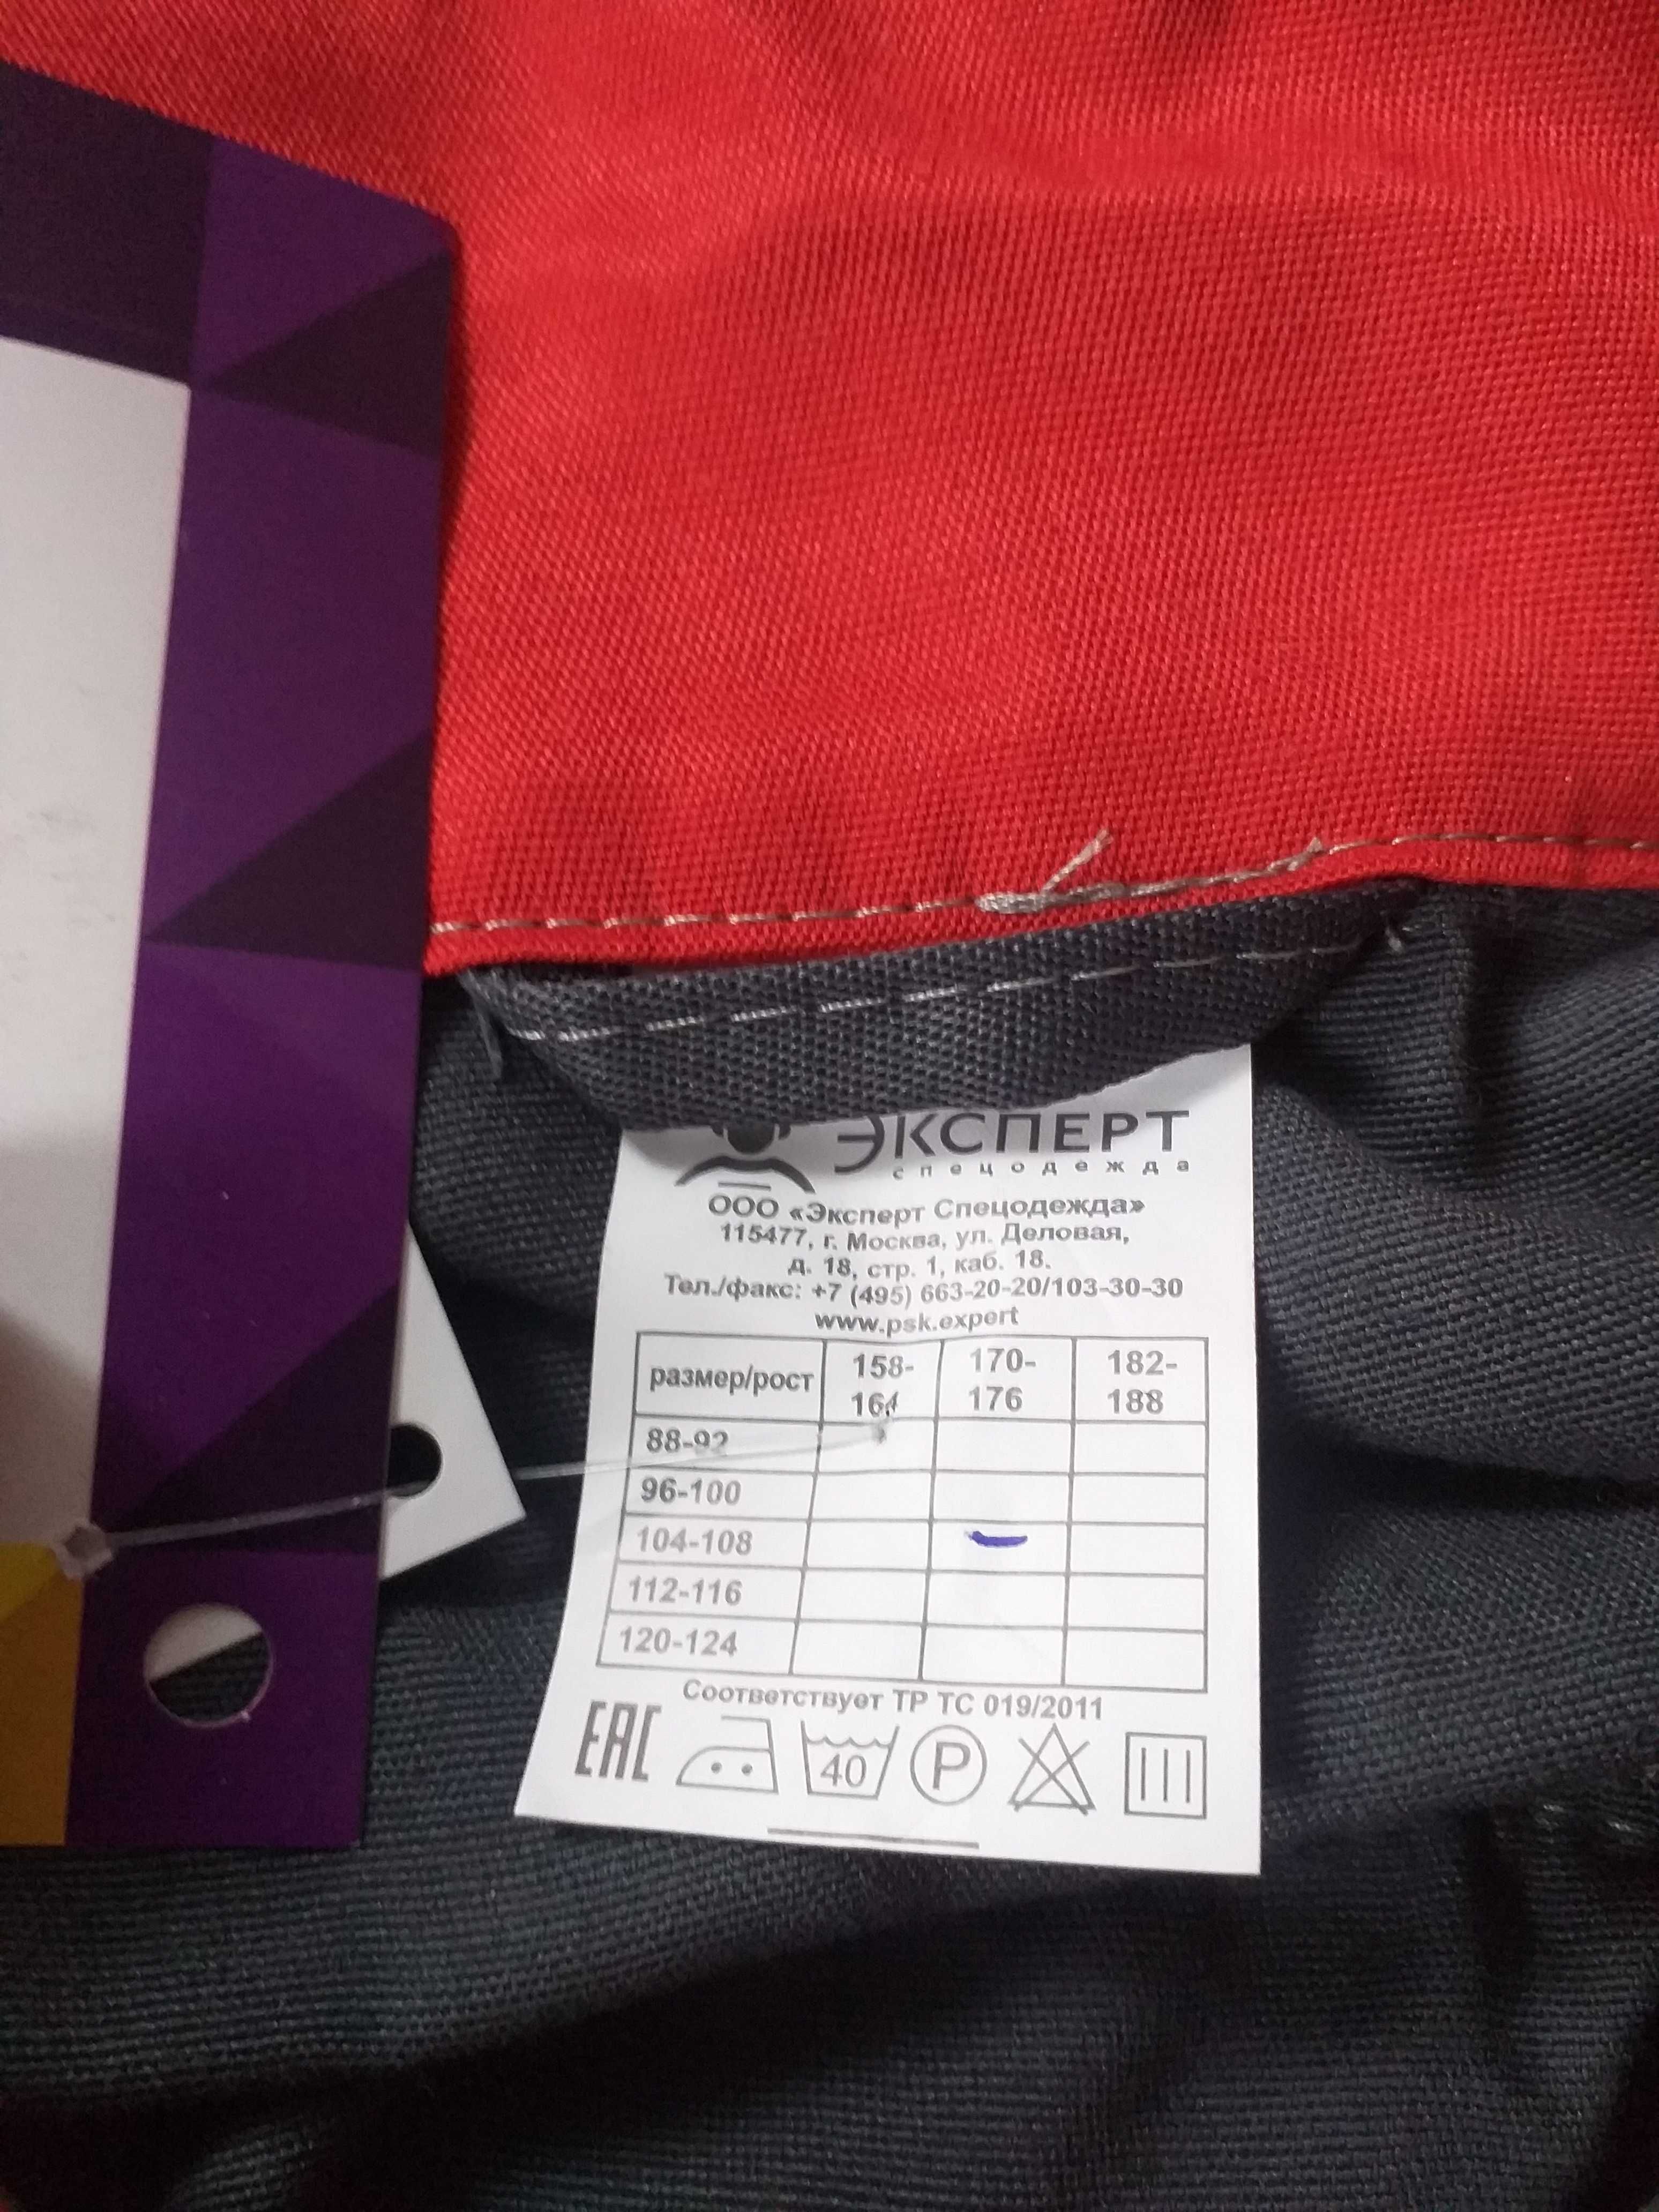 ЭКСПЕРТ
спецодежда
ООО «Эксперт Спецодежда»
115477, г. Москва, ул. Деловая,
д. 18, стр. 1, каб. 18.
Тел./факс: +7 (495) 663-20-20/103-30-30
www.psk.expert
размер/рост 158-164 170-176 182-188
88-92
96-100
104-108
112-116
120-124
Соответствует ТР ТС 019/2011
EAC 40 P